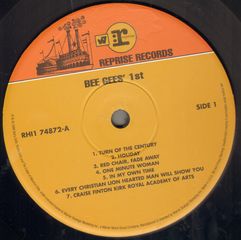 W
r
REPRISE RECORDS
BEE GEES' 1st
RHI1 74872-A
SIDE 1
1. TURN OF THE CENTURY
2. HOLIDAY
3. RED CHAIR, FADE AWAY
4. ONE MINUTE WOMAN
5. IN MY OWN TIME
6. EVERY CHRISTIAN LION HEARTED MAN WILL SHOW YOU
7. CRAISE FINTON KIRK ROYAL ACADEMY OF ARTS